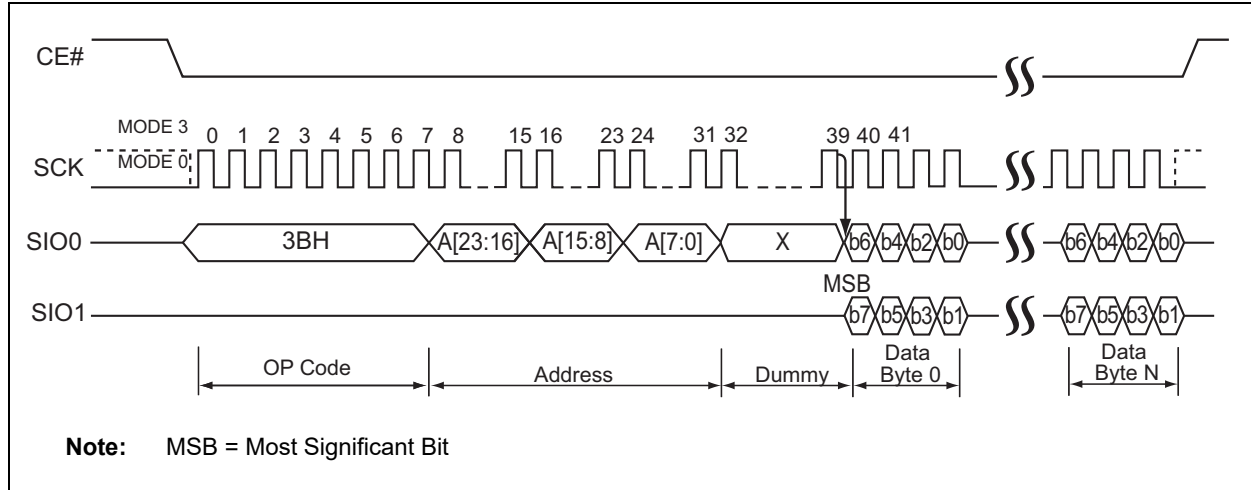 CE#
MODE 3
0 1 2 3 4 5 6 7 8 15 16 23 24 31 32 39 40 41
MODE 0
SCK
SIO0 3BH A[23:16] A[15:8] A[7:0] X b6 b4 b2 b0 b6 b4 b2 b0
MSB
SIO1 b7 b5 b3 b1 b7 b5 b3 b1
OP Code Address Dummy Data Byte 0 Data Byte N
Note: MSB = Most Significant Bit